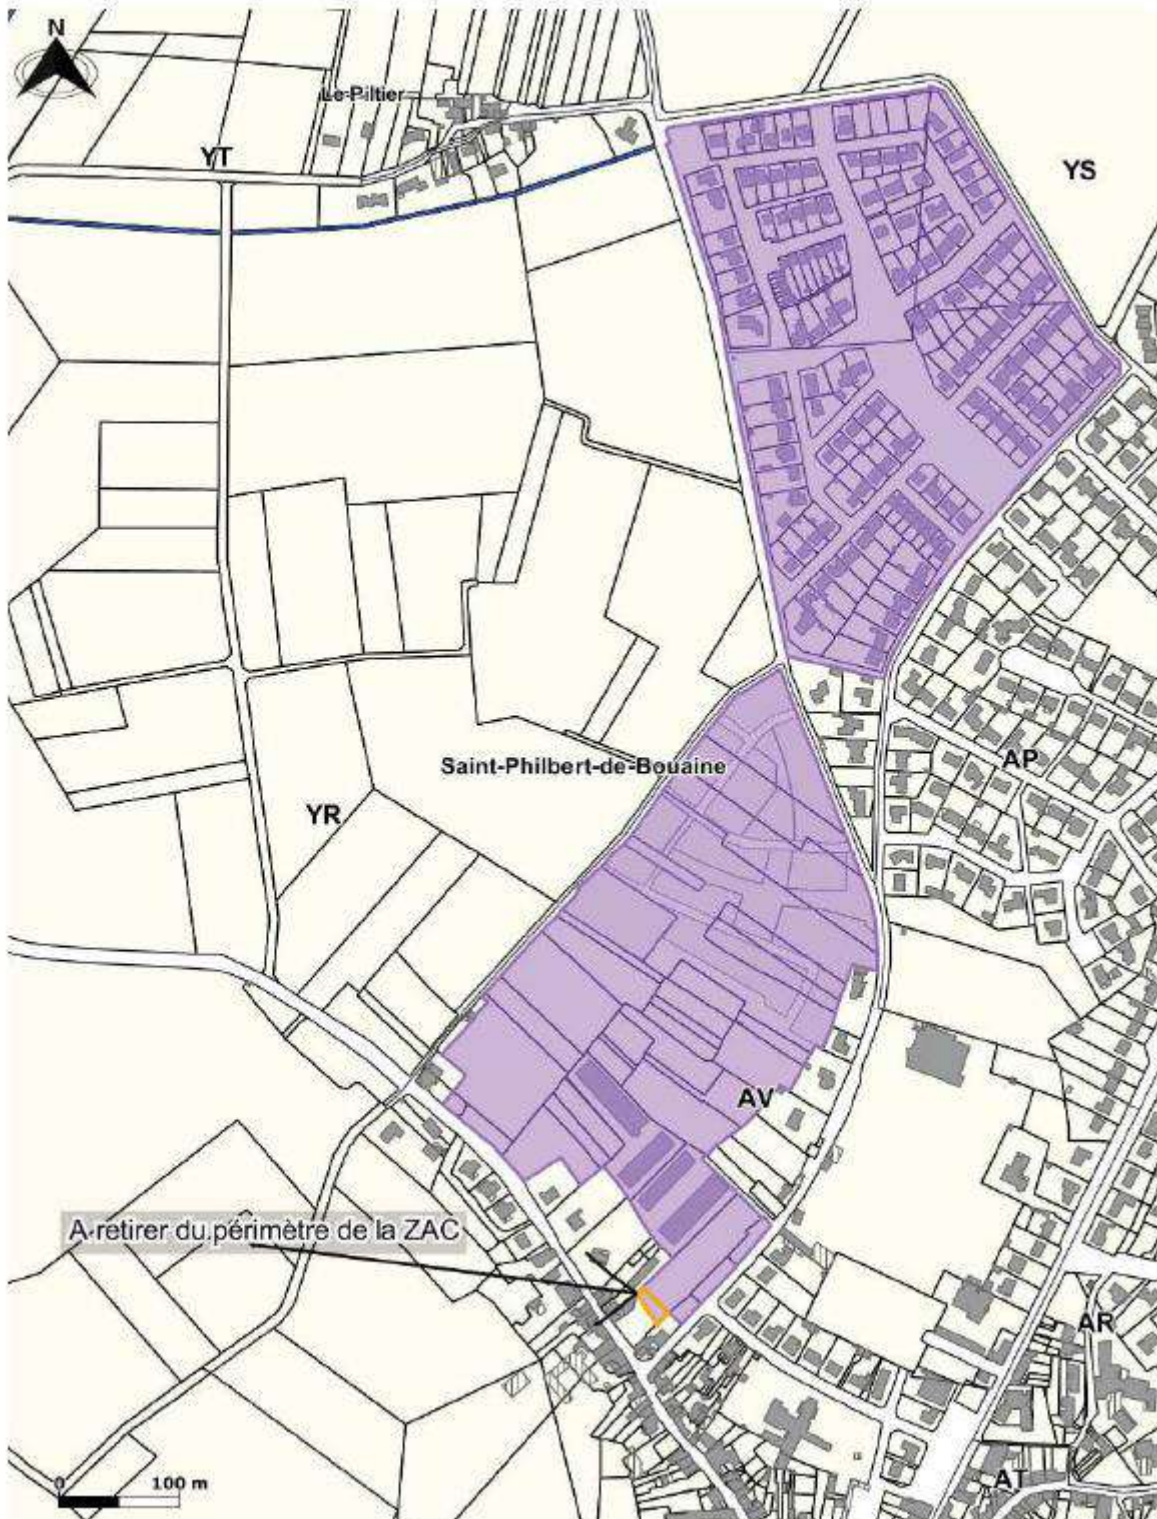 N
Le Piltier
YT
YS
Saint-Philbert-de-Bouaine
AP
YR
AV
A retirer du périmètre de la ZAC
AR
0 100 m
AT